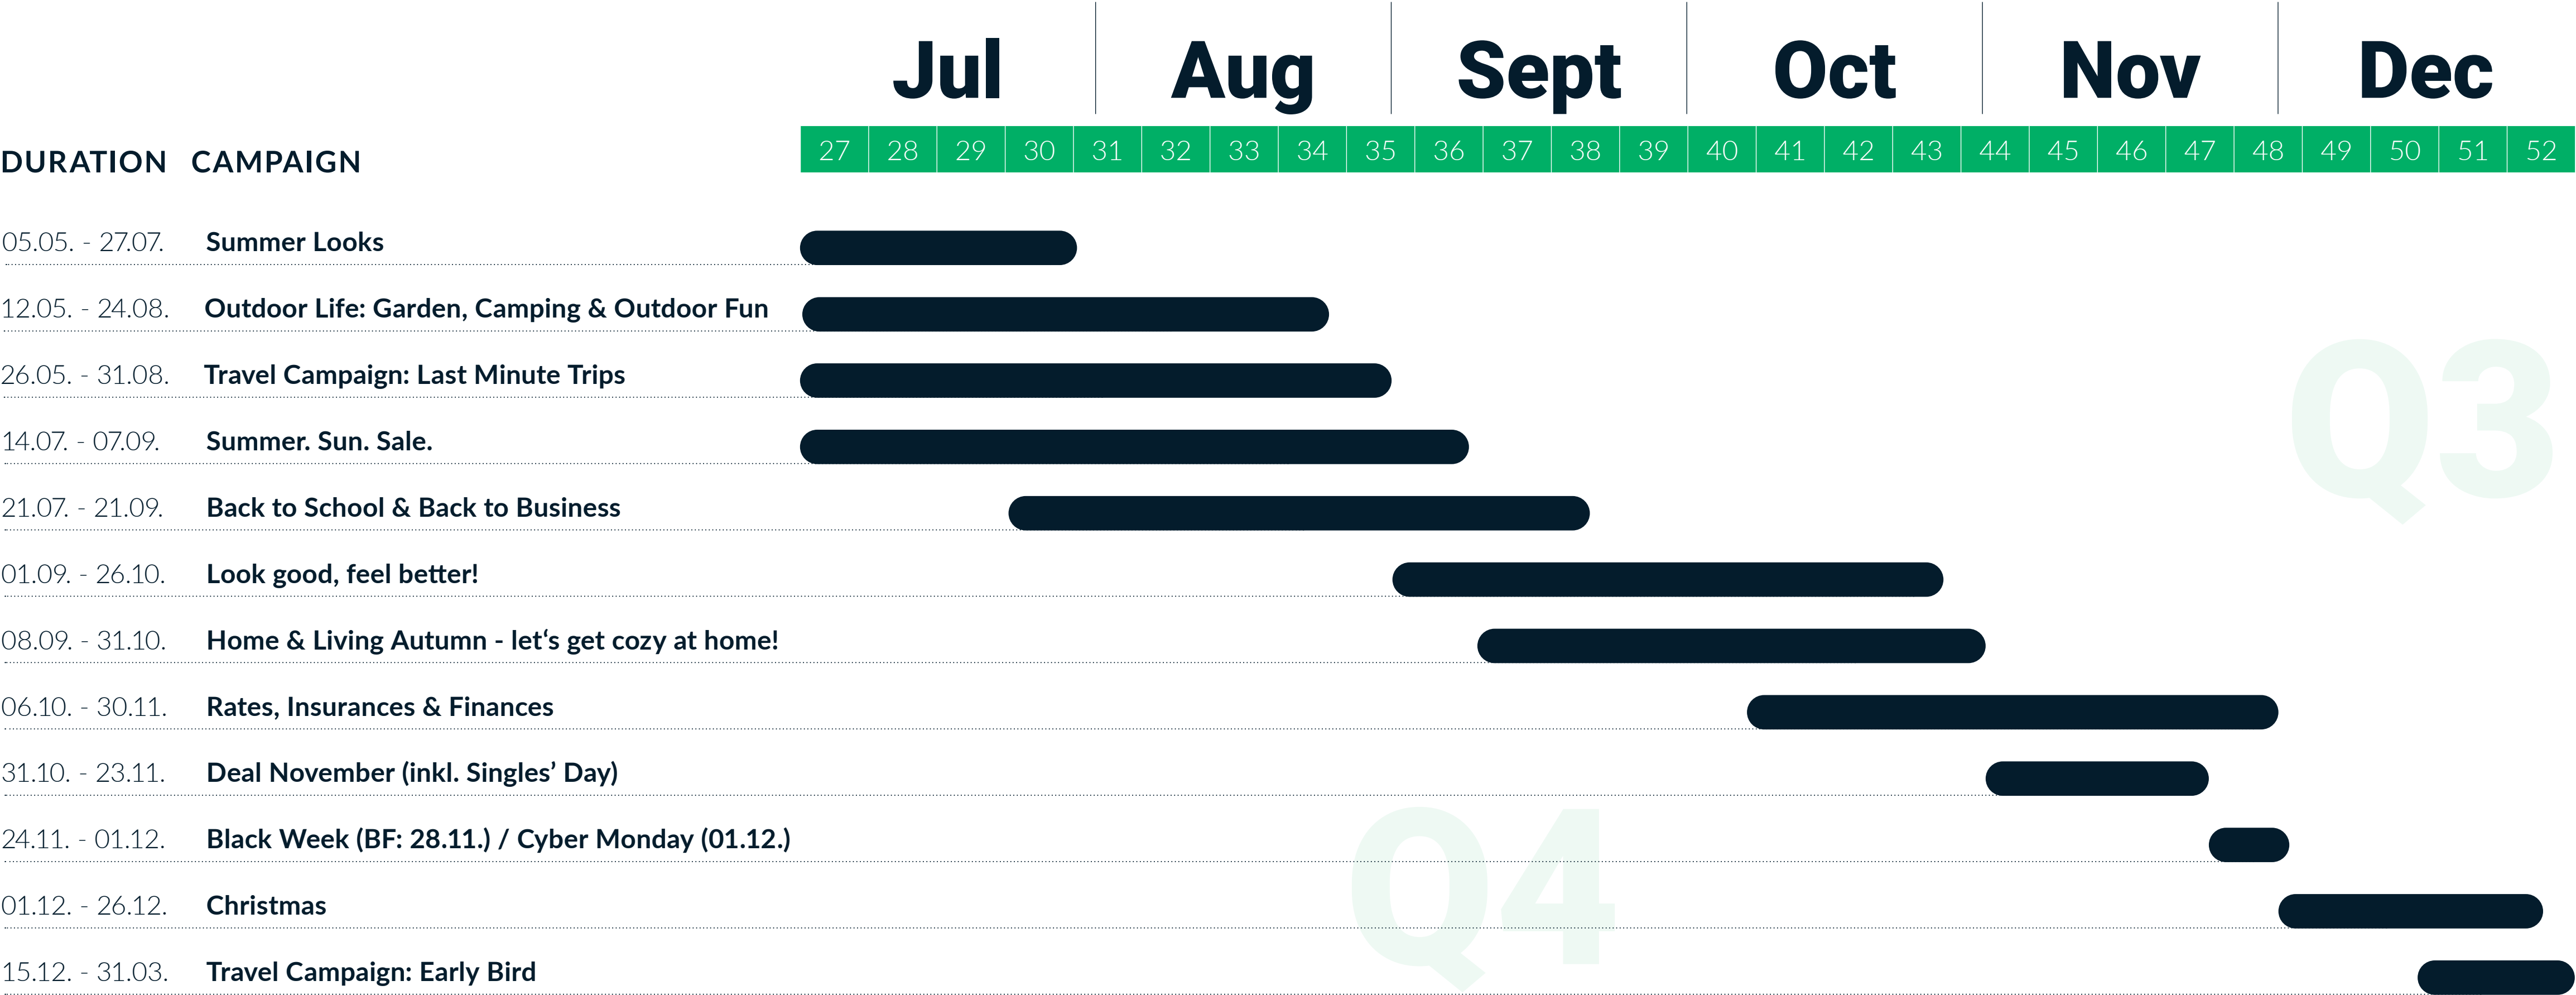 Jul Aug Sept Oct Nov Dec
DURATION CAMPAIGN 27 28 29 30 31 32 33 34 35 36 37 38 39 40 41 42 43 44 45 46 47 48 49 50 51 52
05.05. - 27.07. Summer Looks
12.05. - 24.08. Outdoor Life: Garden, Camping & Outdoor Fun
26.05. - 31.08. Travel Campaign: Last Minute Trips
Q3
14.07. - 07.09. Summer. Sun. Sale.
21.07. - 21.09. Back to School & Back to Business
01.09. - 26.10. Look good, feel better!
08.09. - 31.10. Home & Living Autumn - let‘s get cozy at home!
06.10. - 30.11. Rates, Insurances & Finances
31.10. - 23.11. Deal November (inkl. Singles’ Day)
24.11. - 01.12. Black Week (BF: 28.11.) / Cyber Monday (01.12.)
Q4
01.12. - 26.12. Christmas
15.12. - 31.03. Travel Campaign: Early Bird